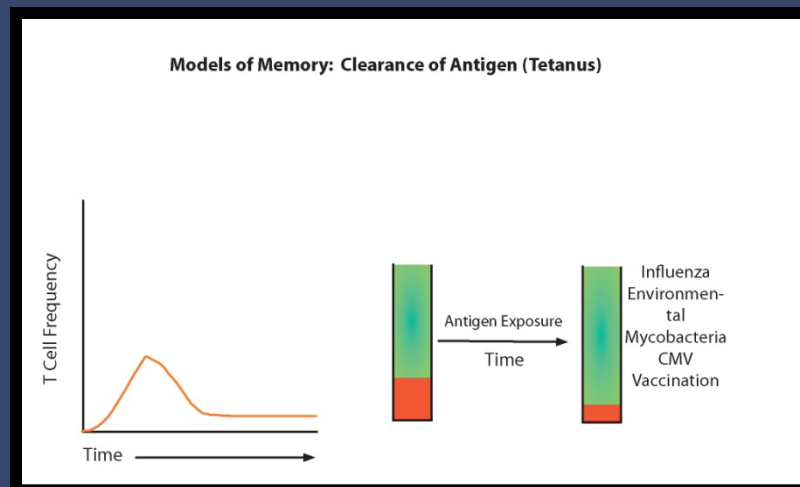 Models of Memory: Clearance of Antigen (Tetanus)
T Cell Frequency
Time
Antigen Exposure
Time
Influenza
Environmen-
tal
Mycobacteria
CMV
Vaccination